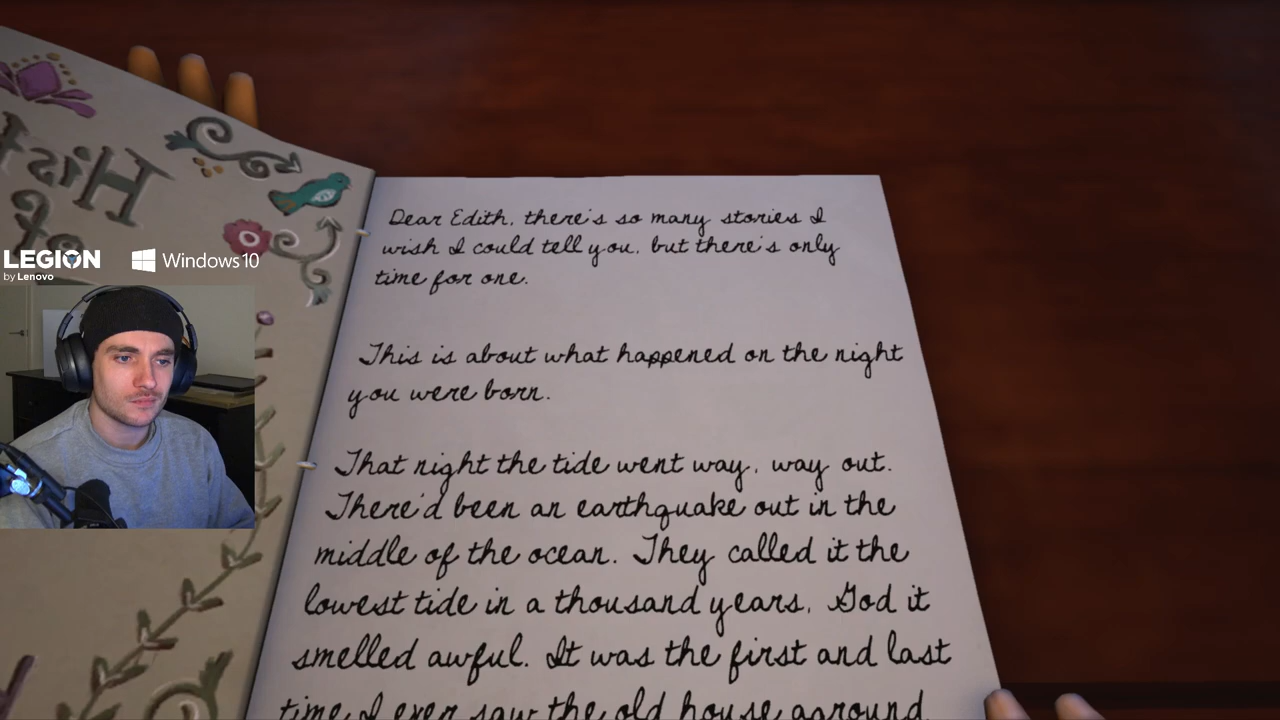 Hist
of
LEGION
by Lenovo
Windows10
Dear Edith, there's so many stories I
wish I could tell you, but there's only
time for one.
This is about what happened on the night
you were born.
That night the tide went way, way out.
There'd been an earthquake out in the
middle of the ocean. They called it the
lowest tide in a thousand years. God it
smelled awful. It was the first and last
time I ever saw the old house aground.